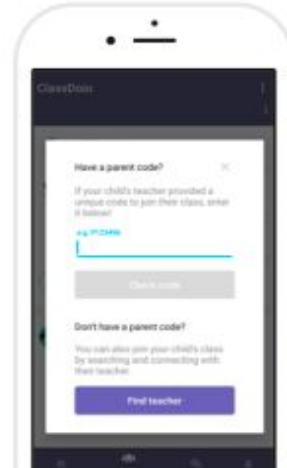 ClassDojo
Have a parent code?
If your child's teacher provided a
unique code to join their class, enter
it below!
Check code
Don't have a parent code?
You can also join your child's class
by searching and connecting with
their teacher.
Find teacher